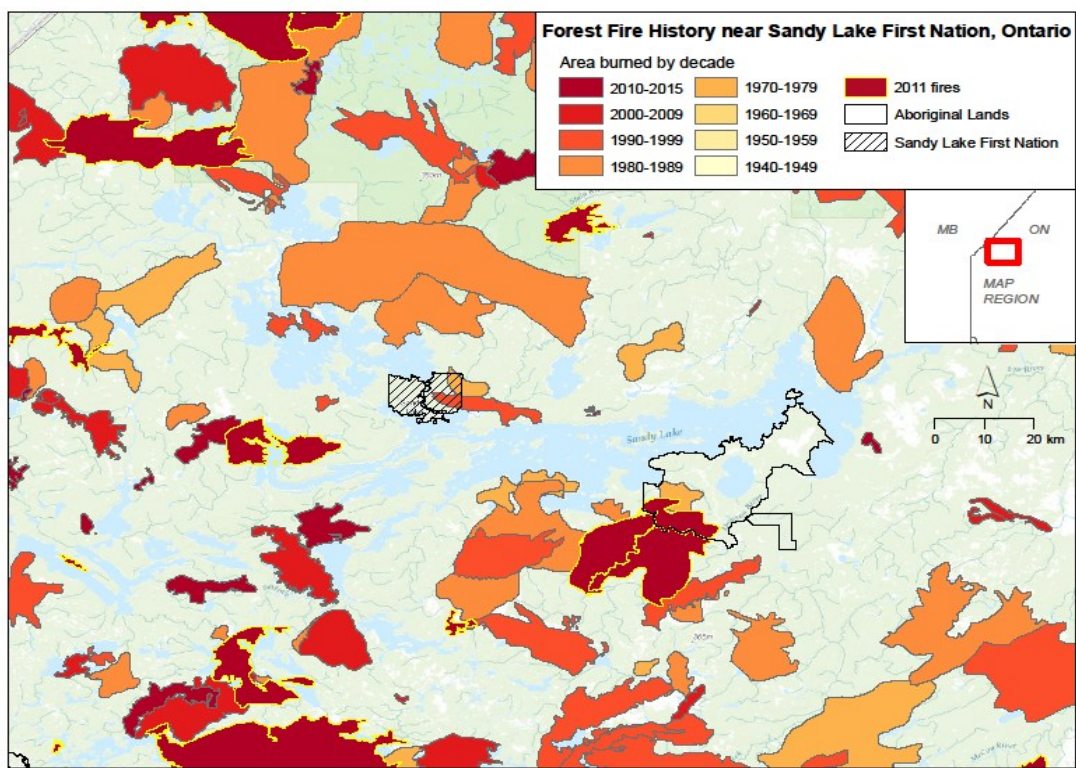 Forest Fire History near Sandy Lake First Nation, Ontario
Area burned by decade
2010-2015
2000-2009
1990-1999
1980-1989
1970-1979
1960-1969
1950-1959
1940-1949
2011 fires
Aboriginal Lands
Sandy Lake First Nation
MB
ON
MAP
REGION
N
0 10 20 km
Sandy Lake